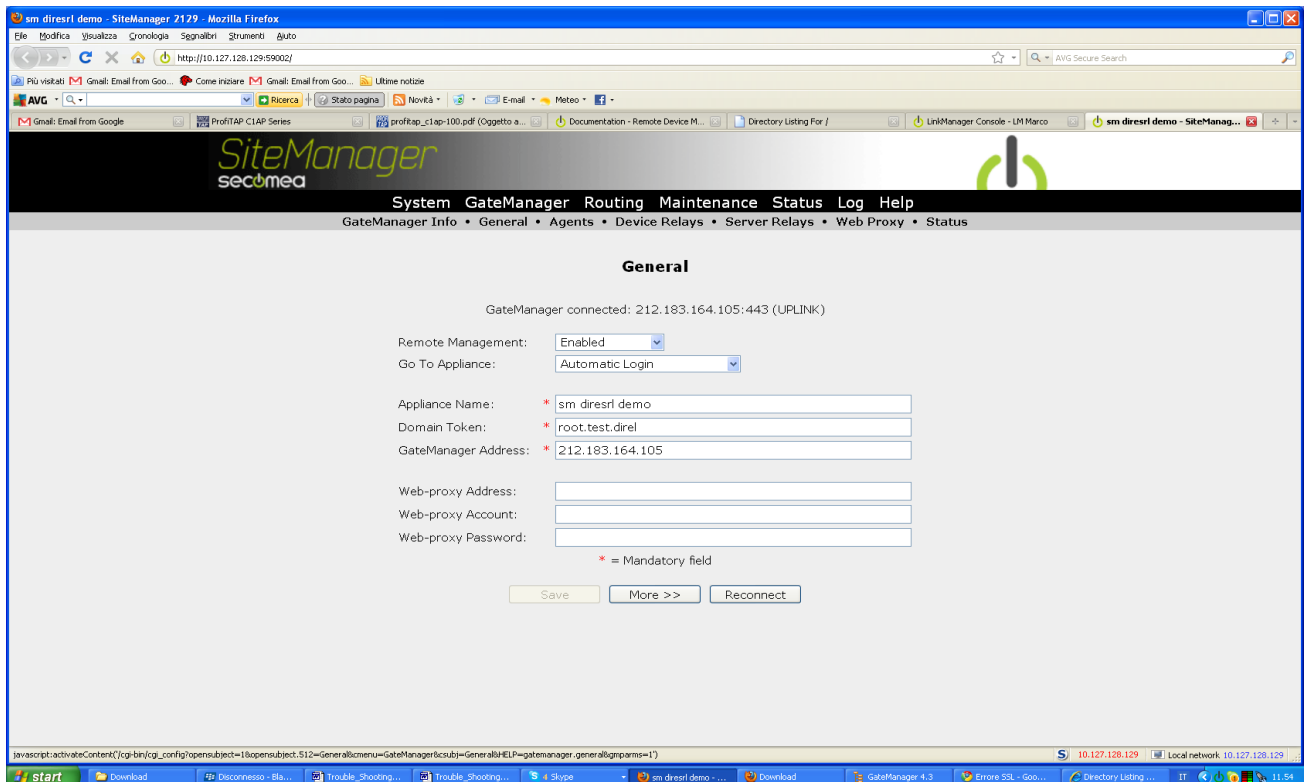 sm diresrl demo - SiteManager 2129 - Mozilla Firefox
File Modifica Visualizza Cronologia Segnalibri Strumenti Aiuto
http://10.127.128.129:59002/
AVG Secure Search
Più visitati Gmail: Email from Goo... Come iniziare Gmail: Email from Goo... Ultime notizie
AVG Ricerca Stato pagina Novità E-mail Meteo
Gmail: Email from Google ProfiTAP C1AP Series profitap_c1ap-100.pdf (Oggetto a... Documentation - Remote Device M... Directory Listing For / LinkManager Console - LM Marco sm diresrl demo - SiteManag...
SiteManager
secomea
System GateManager Routing Maintenance Status Log Help
GateManager Info • General • Agents • Device Relays • Server Relays • Web Proxy • Status
General
GateManager connected: 212.183.164.105:443 (UPLINK)
Remote Management: Enabled
Go To Appliance: Automatic Login
Appliance Name: * sm diresrl demo
Domain Token: * root.test.direl
GateManager Address: * 212.183.164.105
Web-proxy Address:
Web-proxy Account:
Web-proxy Password:
* = Mandatory field
Save More >> Reconnect
javascript:activateContent('/cgi-bin/cgi_config?opensubject=1&opensubject.512=General&cmenu=GateManager&csubj=General&HELP=gatemanager.general&gmparms=1')
S 10.127.128.129 Local network 10.127.128.129
start Download Disconnesso - Ela... Trouble_Shooting... Trouble_Shooting... 4 Skype sm diresrl demo - ... Download GateManager 4.3 Errore SSL - Goo... Directory Listing ... IT 11.54